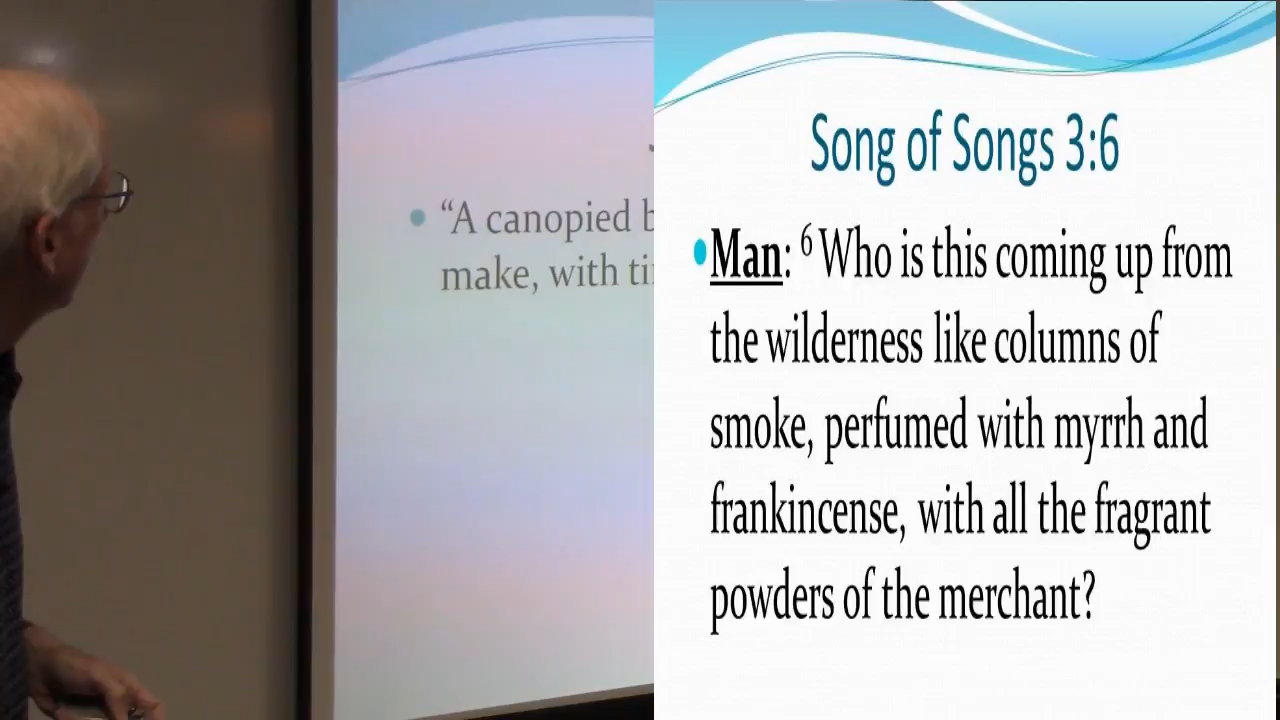 “A canopied
make, with
Song of Songs 3:6
Man: ⁶ Who is this coming up from
the wilderness like columns of
smoke, perfumed with myrrh and
frankincense, with all the fragrant
powders of the merchant?